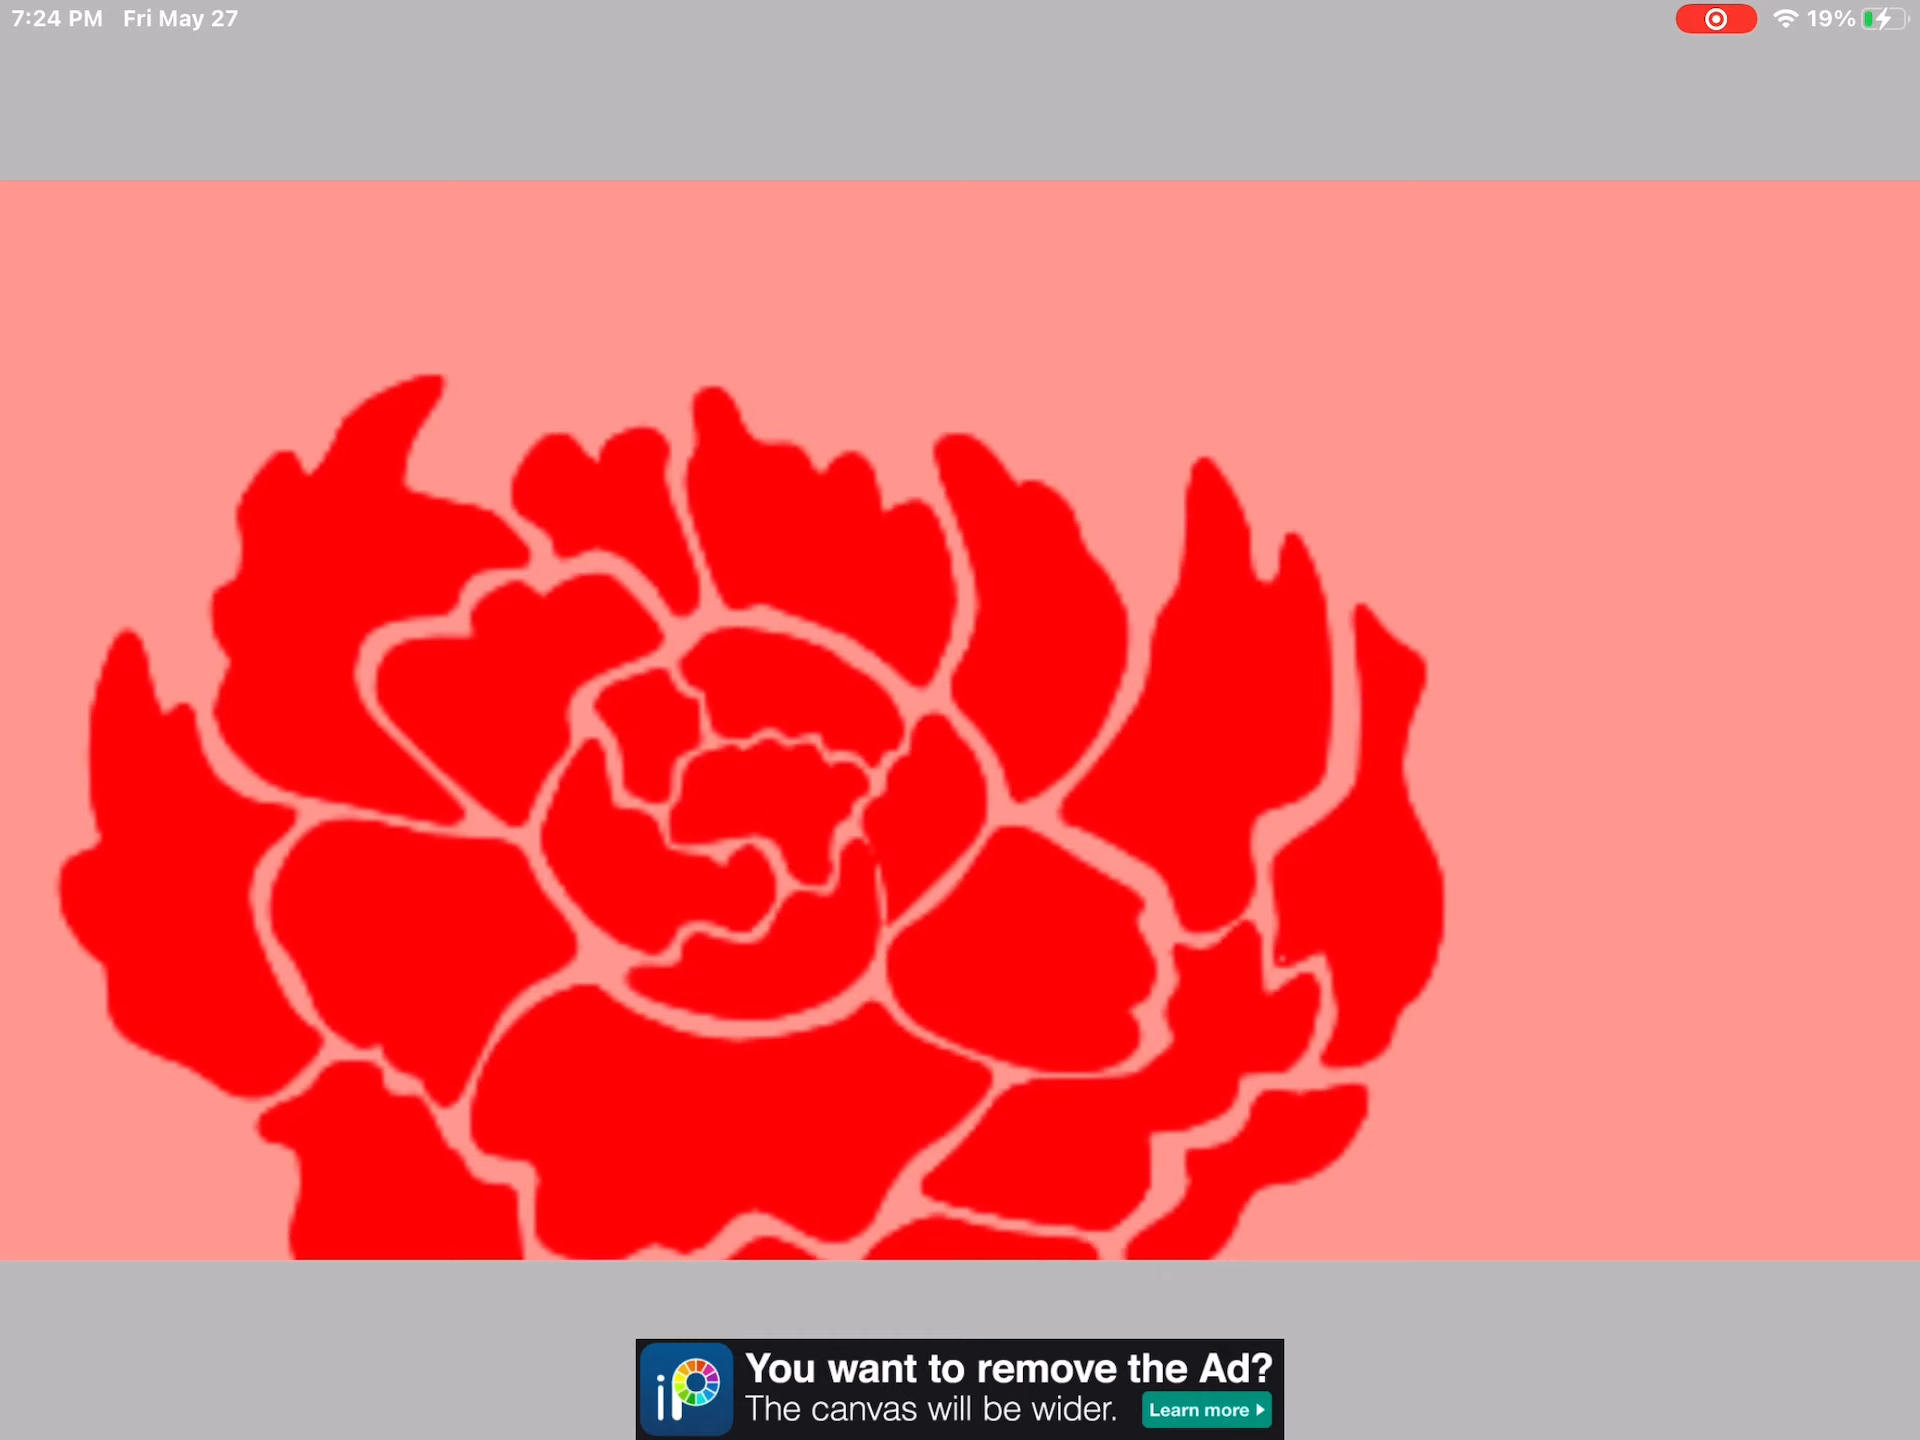 7:24 PM Fri May 27
19%
iP
You want to remove the Ad?
The canvas will be wider.
Learn more